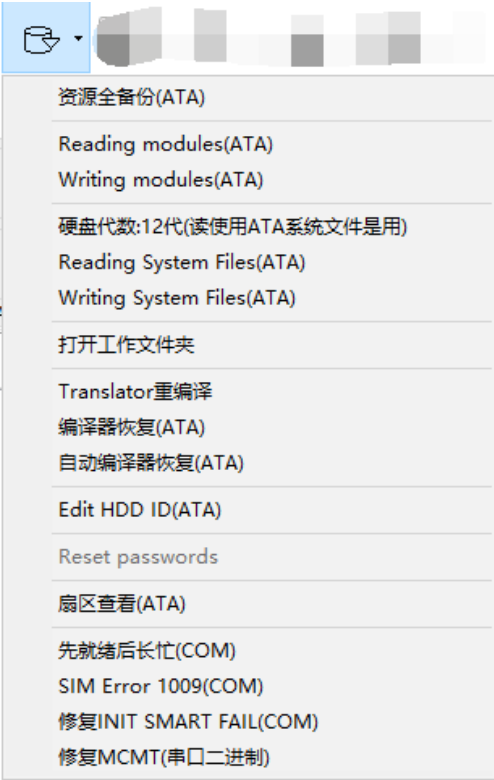 资源全备份(ATA)
Reading modules(ATA)
Writing modules(ATA)
硬盘代数:12代(读使用ATA系统文件是用)
Reading System Files(ATA)
Writing System Files(ATA)
打开工作文件夹
Translator重编译
编译器恢复(ATA)
自动编译器恢复(ATA)
Edit HDD ID(ATA)
Reset passwords
扇区查看(ATA)
先就绪后长忙(COM)
SIM Error 1009(COM)
修复INIT SMART FAIL(COM)
修复MCMT(串口二进制)